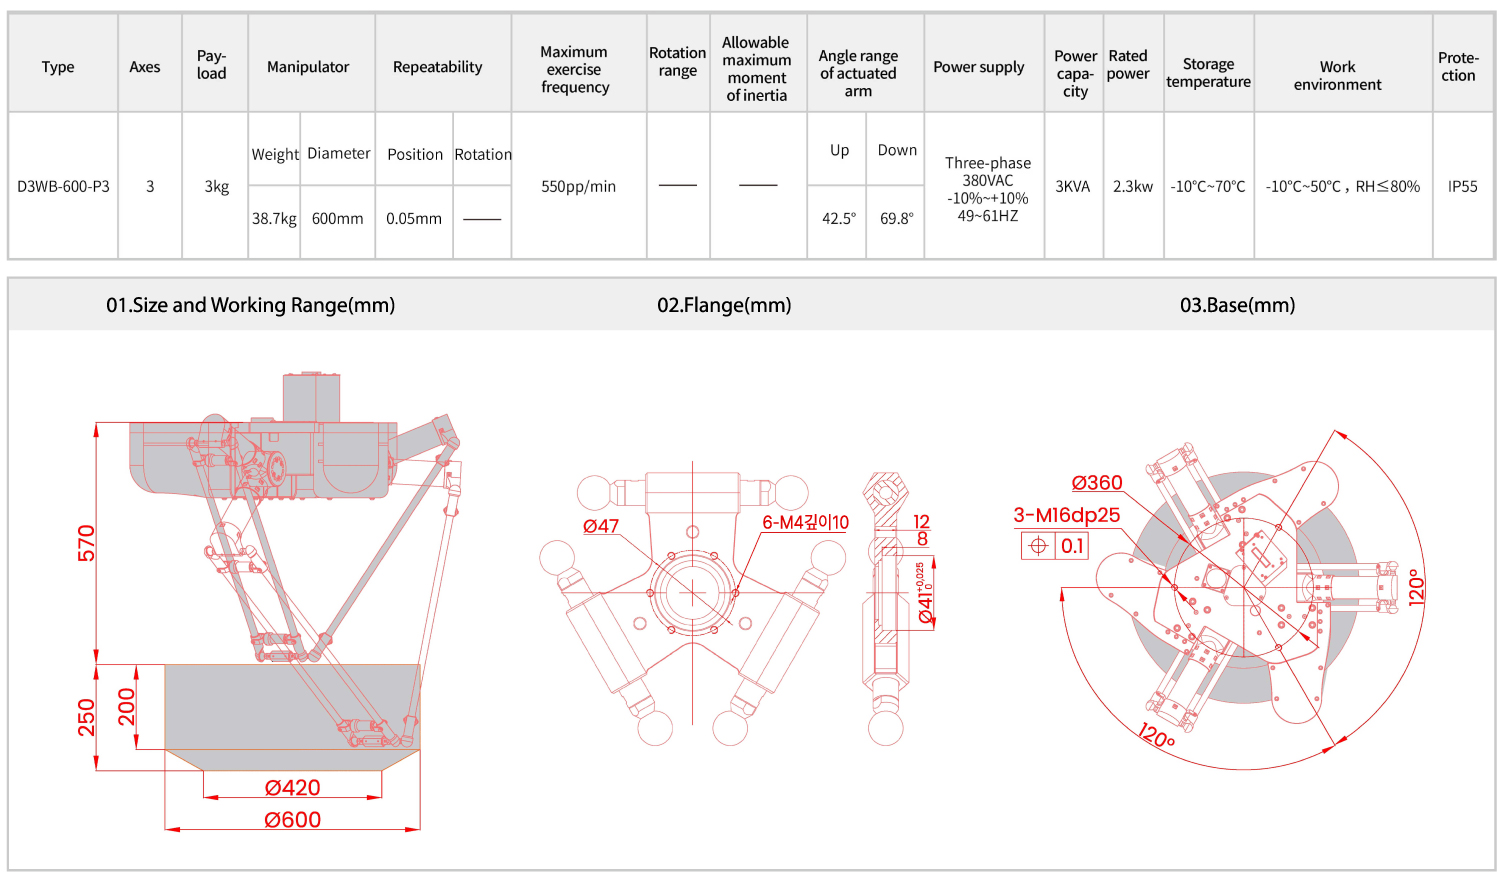 Type
Axes
Pay-
load
Manipulator
Repeatability
Maximum
exercise
frequency
Rotation
range
Allowable
maximum
moment
of inertia
Angle range
of actuated
arm
Power supply
Power
capa-
city
Rated
power
Storage
temperature
Work
environment
Prote-
ction
D3WB-600-P3
3
3kg
Weight
Diameter
38.7kg
600mm
Position
Rotation
0.05mm
550pp/min
Up
Down
42.5°
69.8°
Three-phase
380VAC
-10%~+10%
49~61HZ
3KVA
2.3kw
-10℃~70℃
-10℃~50℃ , RH≤80%
IP55
01.Size and Working Range(mm)
02.Flange(mm)
03.Base(mm)
570
250
200
Ø420
Ø600
Ø47
6-M4깊이10
12
8
Ø41 +0.025 0
Ø360
3-M16dp25
⌖ 0.1
120°
120°